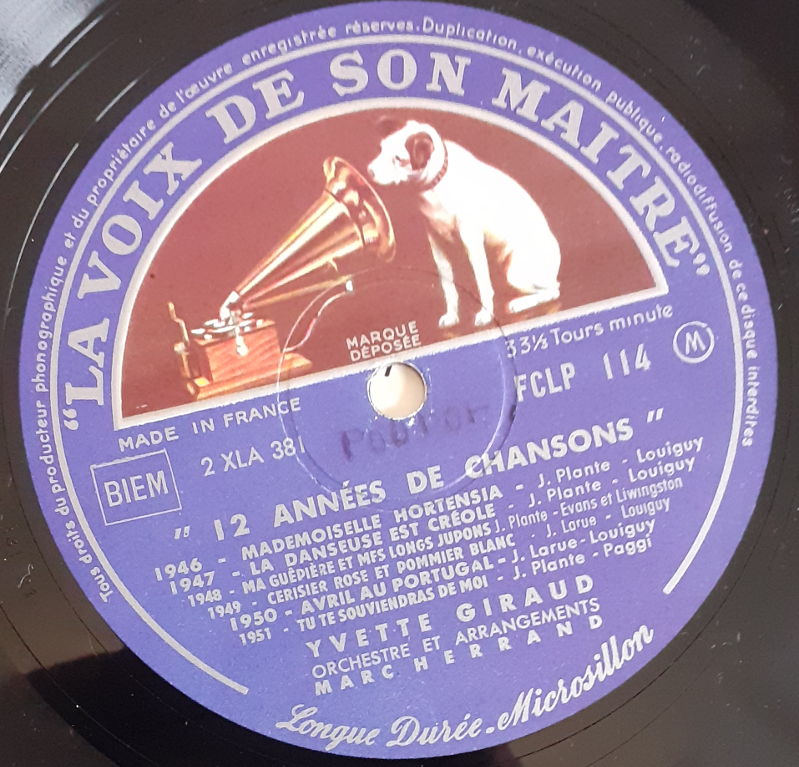 Tous droits du producteur phonographique et du propriétaire de l'œuvre enregistrée réservés. Duplication, exécution publique, radiodiffusion de ce disque interdites
"LA VOIX DE SON MAITRE"
MARQUE
DÉPOSÉE
33⅓ Tours minute
MADE IN FRANCE
FCLP 114
M
BIEM
2 XLA 381
" 12 ANNÉES DE CHANSONS "
1946 - MADEMOISELLE HORTENSIA - J. Plante - Louiguy
1947 - LA DANSEUSE EST CRÉOLE - J. Plante - Louiguy
1948 - MA GUÊPIÈRE ET MES LONGS JUPONS J. Plante-Evans et Liwingston
1949 - CERISIER ROSE ET POMMIER BLANC - J. Larue - Louiguy
1950 - AVRIL AU PORTUGAL - J. Larue-Louiguy
1951 - TU TE SOUVIENDRAS DE MOI - J. Plante-Paggi
YVETTE GIRAUD
ORCHESTRE ET ARRANGEMENTS
MARC HERRAND
Longue Durée-Microsillon